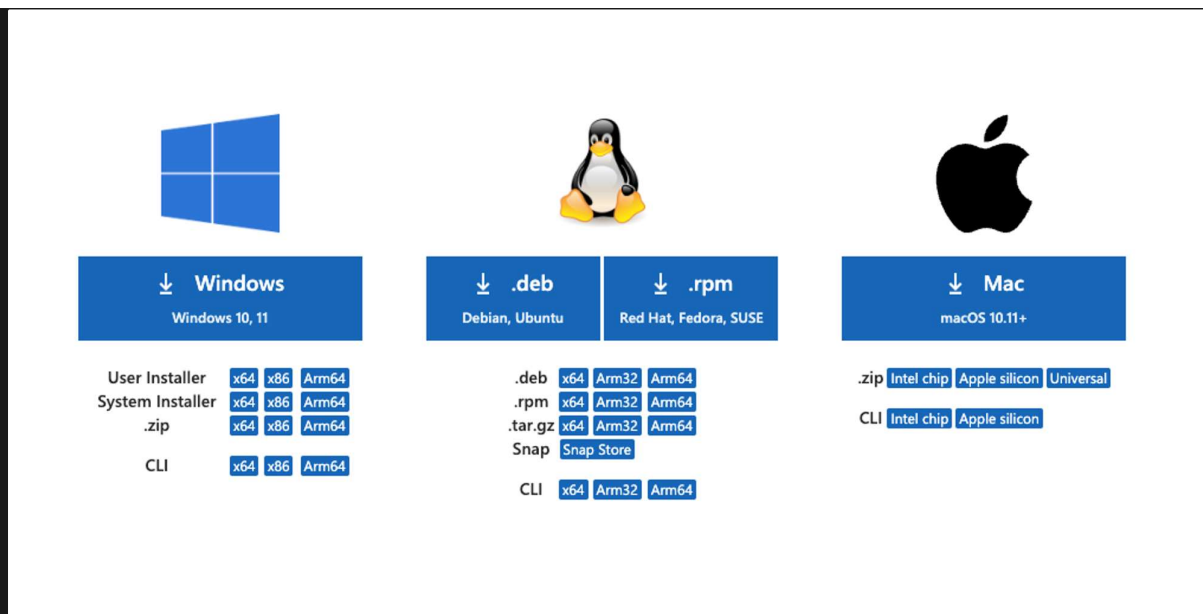 Windows
Windows 10, 11
User Installer x64 x86 Arm64
System Installer x64 x86 Arm64
.zip x64 x86 Arm64
CLI x64 x86 Arm64
.deb
Debian, Ubuntu
.rpm
Red Hat, Fedora, SUSE
.deb x64 Arm32 Arm64
.rpm x64 Arm32 Arm64
.tar.gz x64 Arm32 Arm64
Snap Snap Store
CLI x64 Arm32 Arm64
Mac
macOS 10.11+
.zip Intel chip Apple silicon Universal
CLI Intel chip Apple silicon